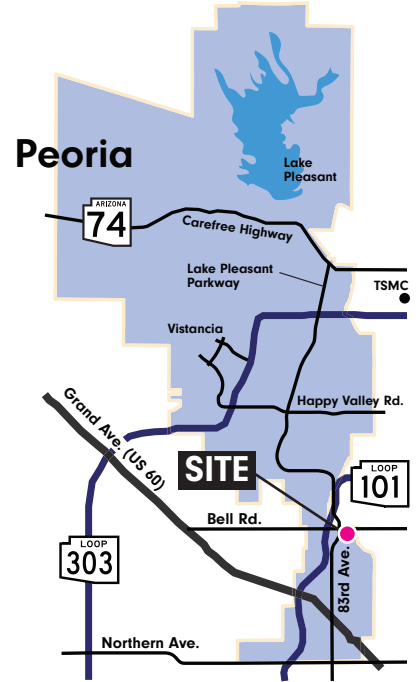 Peoria
Lake
Pleasant
ARIZONA
74
Carefree Highway
Lake Pleasant
Parkway
TSMC
Vistancia
Happy Valley Rd.
Grand Ave. (US 60)
SITE
LOOP
101
Bell Rd.
LOOP
303
83rd Ave.
Northern Ave.